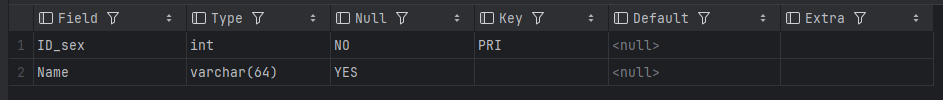 Field Type Null Key Default Extra
1 ID_sex int NO PRI <null>
2 Name varchar(64) YES <null>